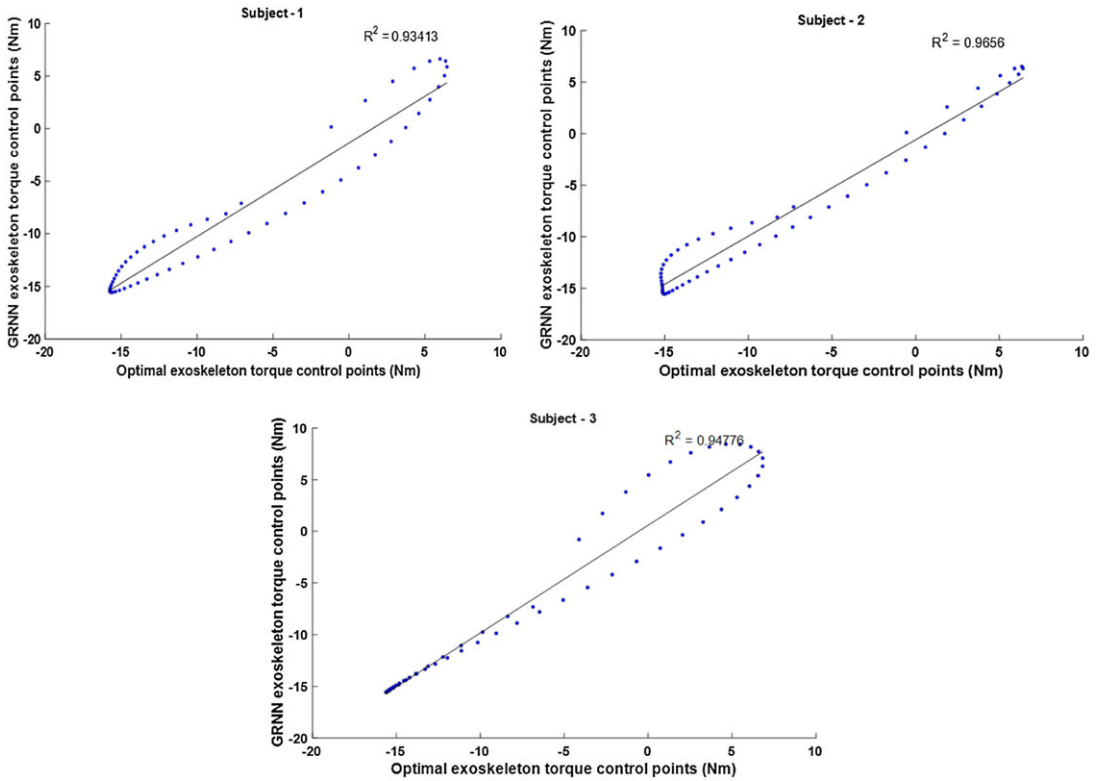 Subject - 1
R² = 0.93413
GRNN exoskeleton torque control points (Nm)
10
5
0
-5
-10
-15
-20
-20 -15 -10 -5 0 5 10
Optimal exoskeleton torque control points (Nm)
Subject - 2
R² = 0.9656
GRNN exoskeleton torque control points (Nm)
10
5
0
-5
-10
-15
-20
-20 -15 -10 -5 0 5 10
Optimal exoskeleton torque control points (Nm)
Subject - 3
R² = 0.94776
GRNN exoskeleton torque control points (Nm)
10
5
0
-5
-10
-15
-20
-20 -15 -10 -5 0 5 10
Optimal exoskeleton torque control points (Nm)